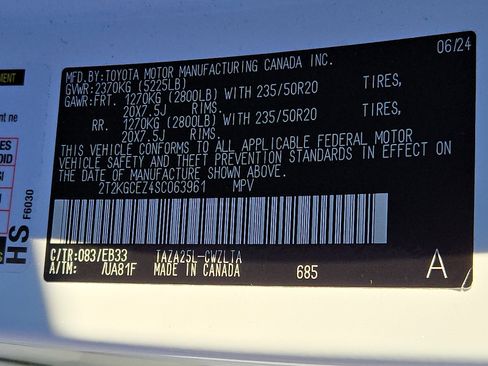 06/24
MFD.BY:TOYOTA MOTOR MANUFACTURING CANADA INC.
GVWR:2370KG (5225LB)
GAWR:FRT. 1270KG (2800LB) WITH 235/50R20 TIRES,
20X7.5J RIMS.
RR. 1270KG (2800LB) WITH 235/50R20 TIRES,
20X7.5J RIMS.
THIS VEHICLE CONFORMS TO ALL APPLICABLE FEDERAL MOTOR
VEHICLE SAFETY AND THEFT PREVENTION STANDARDS IN EFFECT ON
THE DATE OF MANUFACTURE SHOWN ABOVE.
2T2KGCEZ4SC063961 MPV
C/TR:083/EB33 TAZA25L-CWZLTA
A/TM: /UA81F MADE IN CANADA 685 A
HS F6030